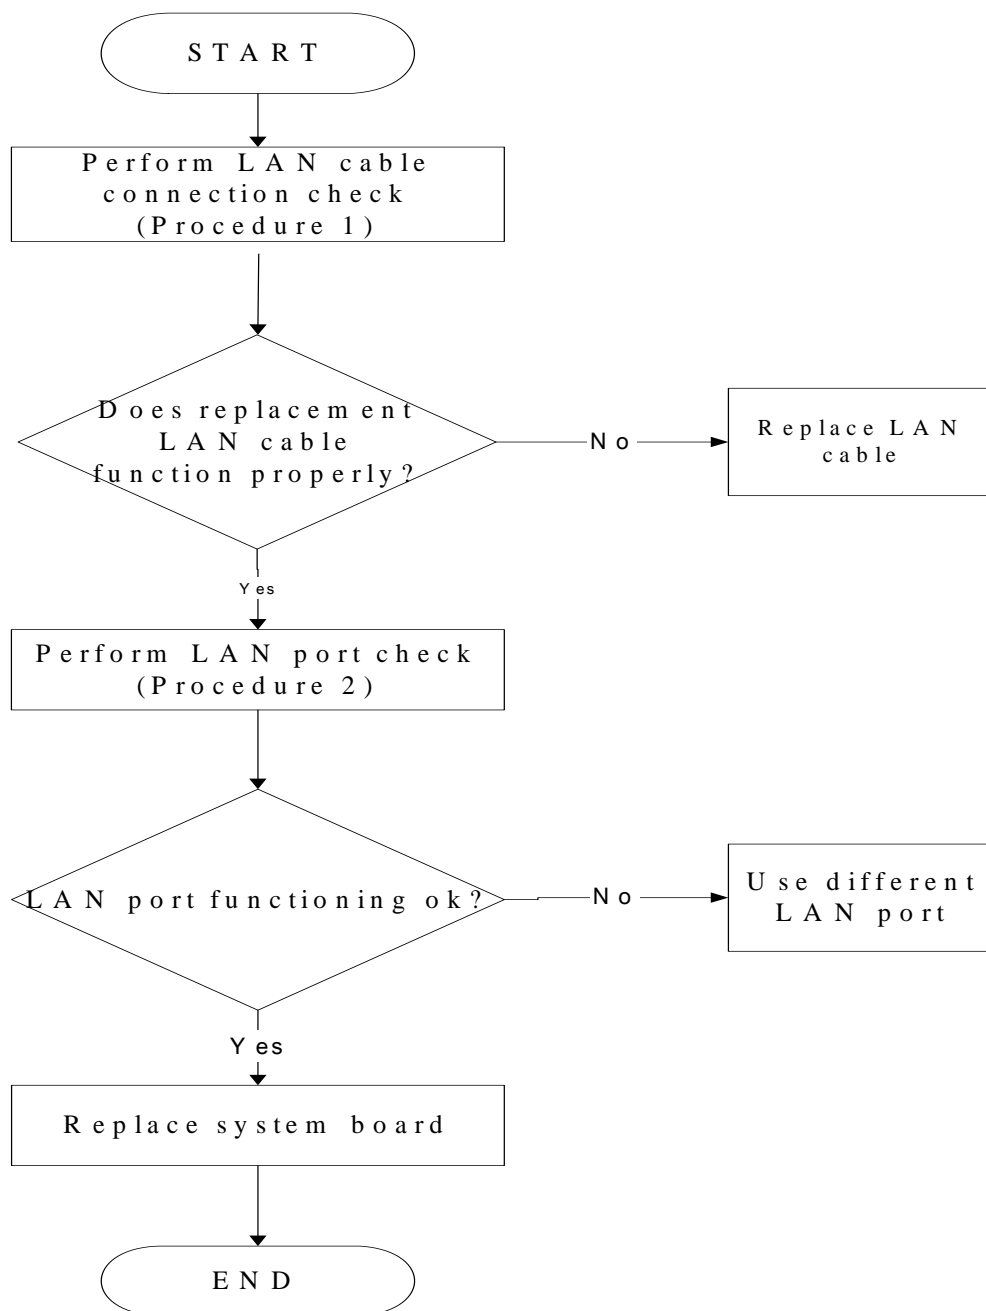 START
Perform LAN cable
connection check
(Procedure 1)
Does replacement
LAN cable
function properly?
No
Replace LAN
cable
Yes
Perform LAN port check
(Procedure 2)
LAN port functioning ok?
No
Use different
LAN port
Yes
Replace system board
END